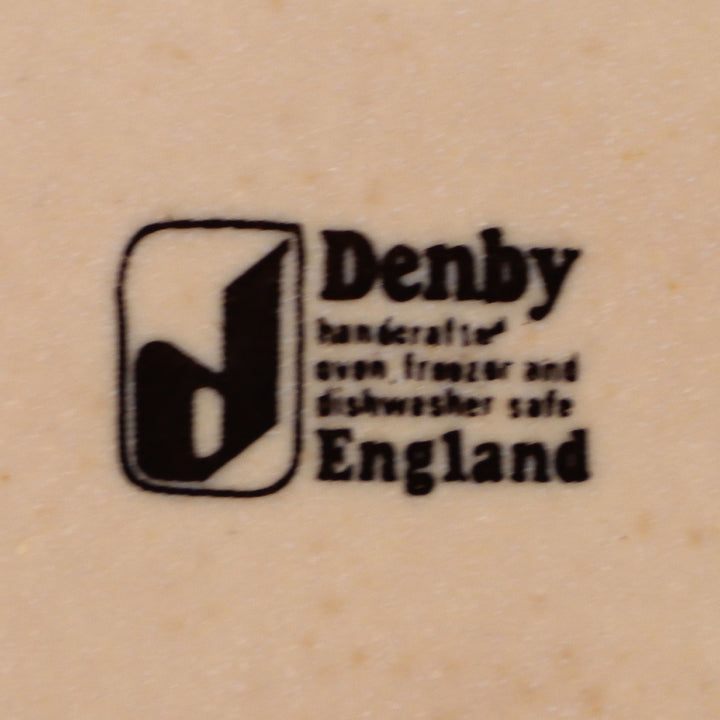 d
Denby
handcrafted
oven, freezer and
dishwasher safe
England